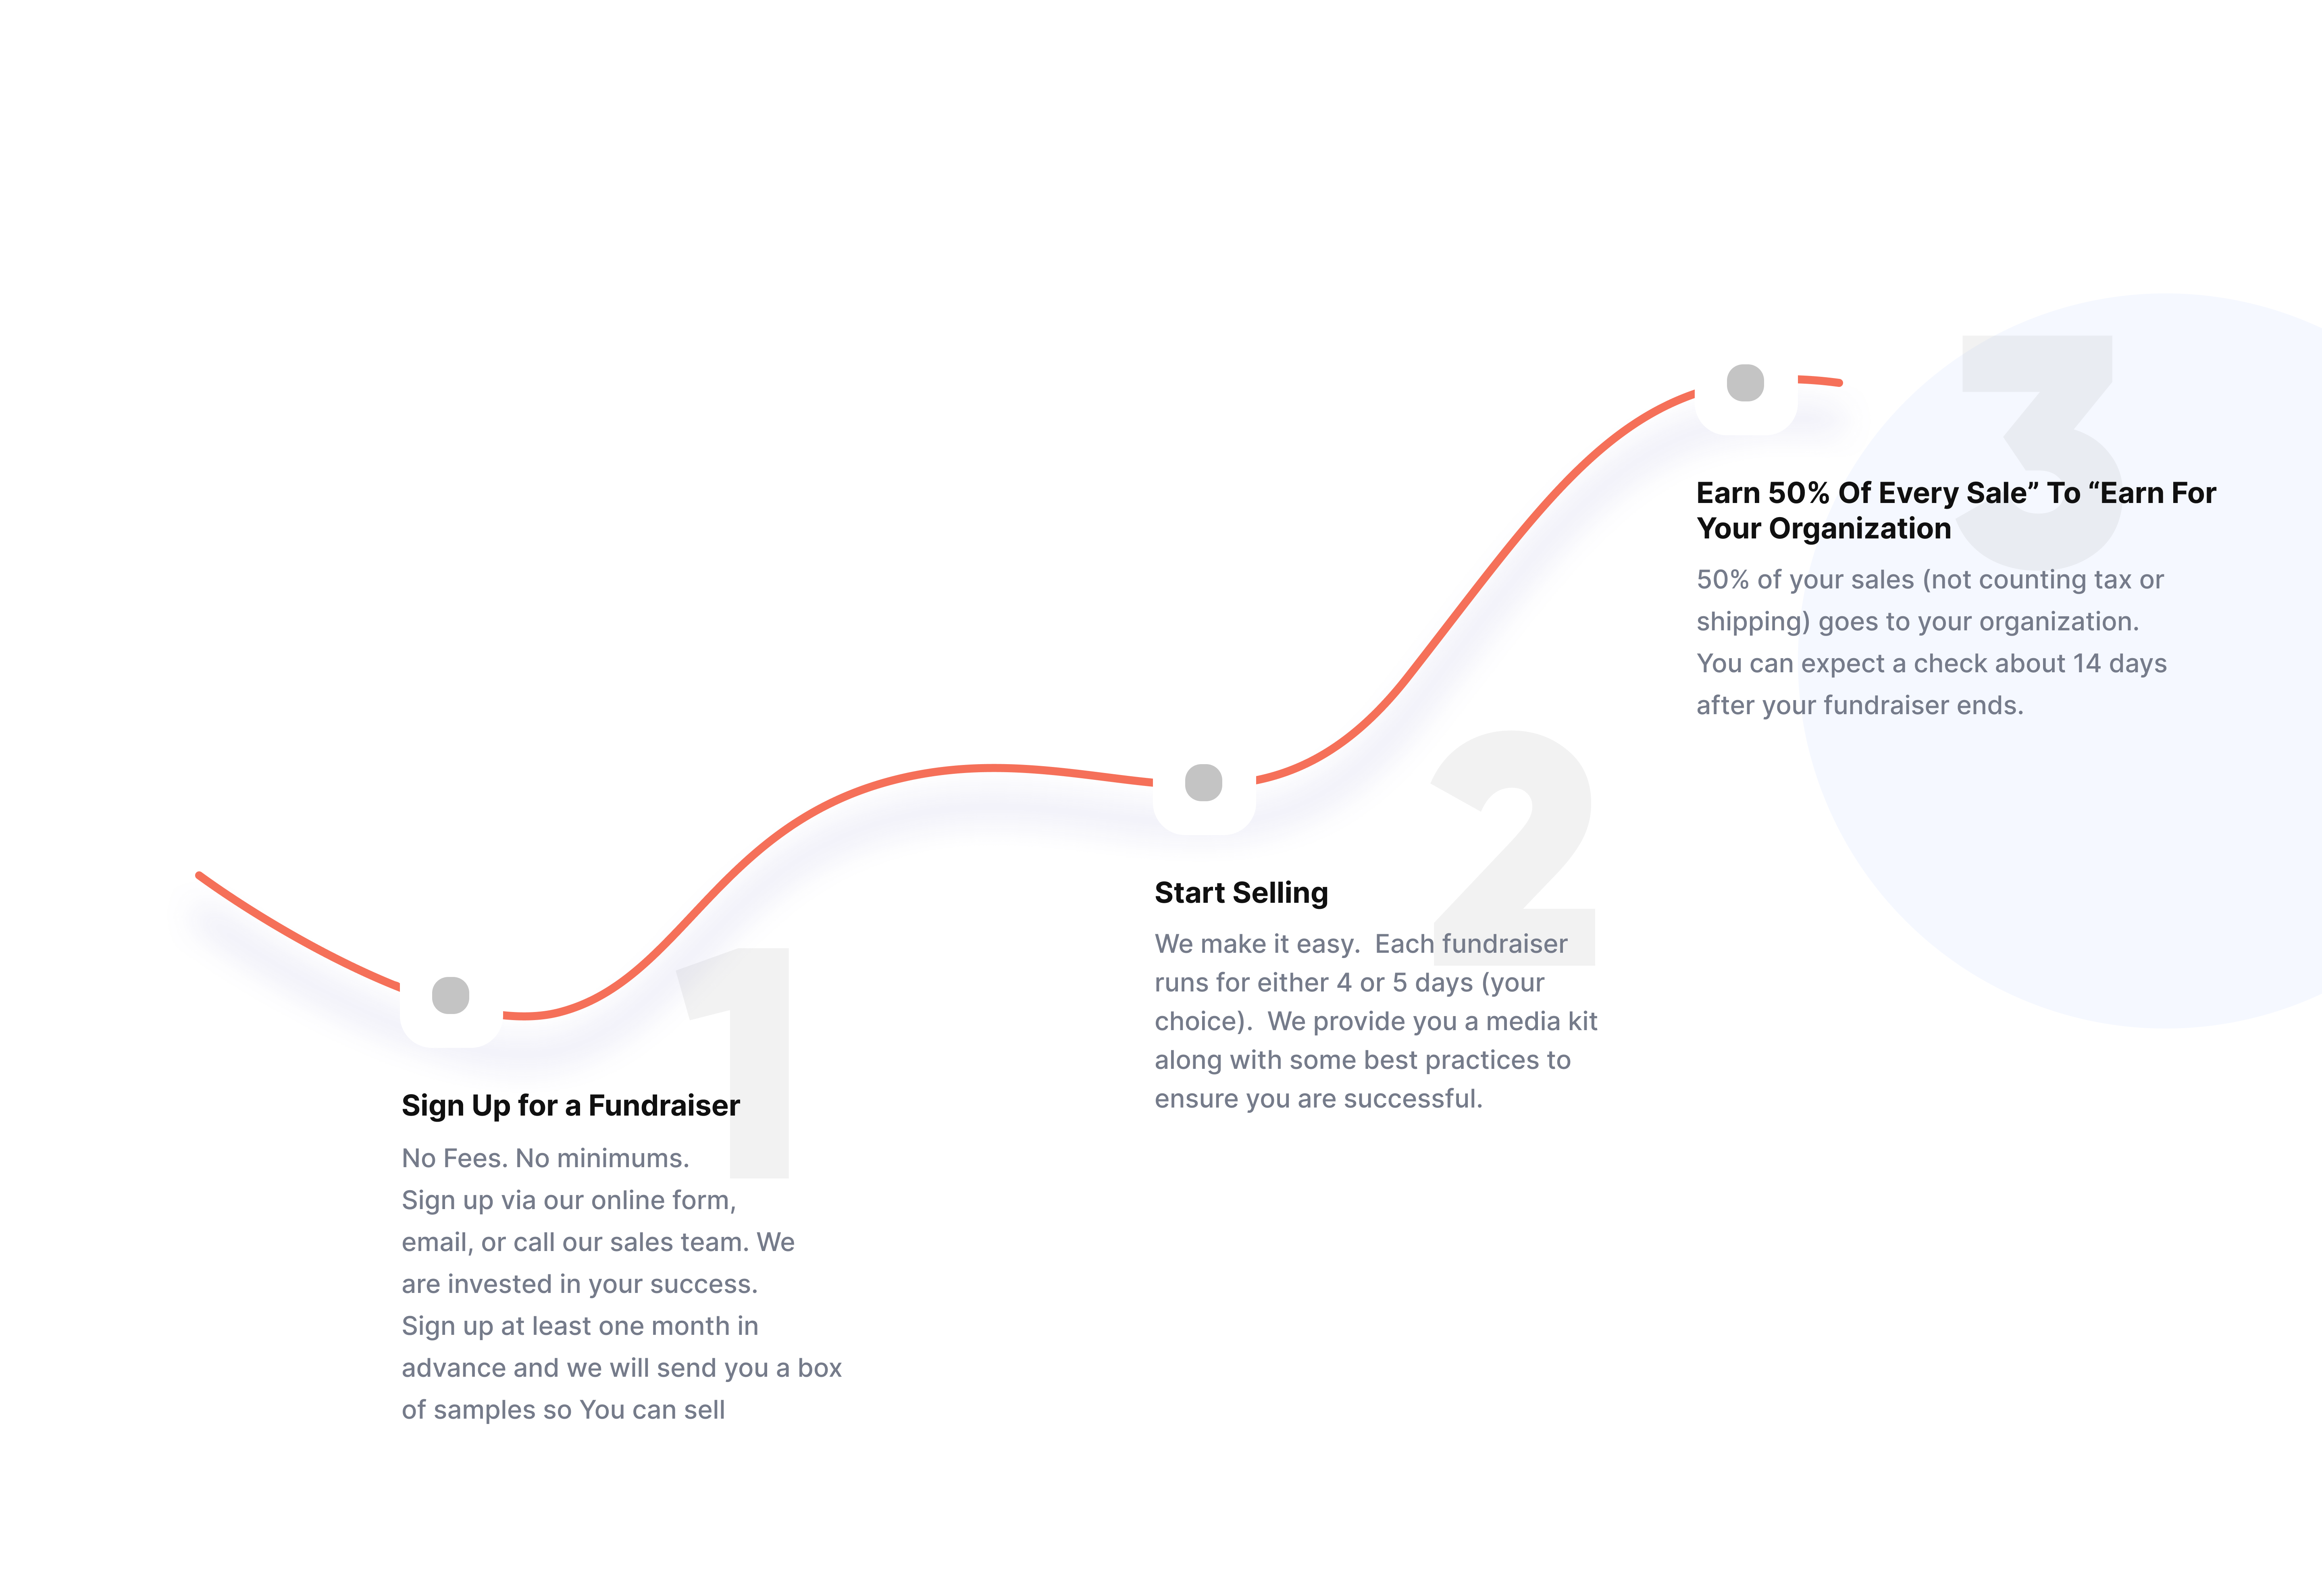 1
Sign Up for a Fundraiser
No Fees. No minimums.
Sign up via our online form,
email, or call our sales team. We
are invested in your success.
Sign up at least one month in
advance and we will send you a box
of samples so You can sell
2
Start Selling
We make it easy.  Each fundraiser
runs for either 4 or 5 days (your
choice).  We provide you a media kit
along with some best practices to
ensure you are successful.
3
Earn 50% Of Every Sale” To “Earn For
Your Organization
50% of your sales (not counting tax or
shipping) goes to your organization.
You can expect a check about 14 days
after your fundraiser ends.